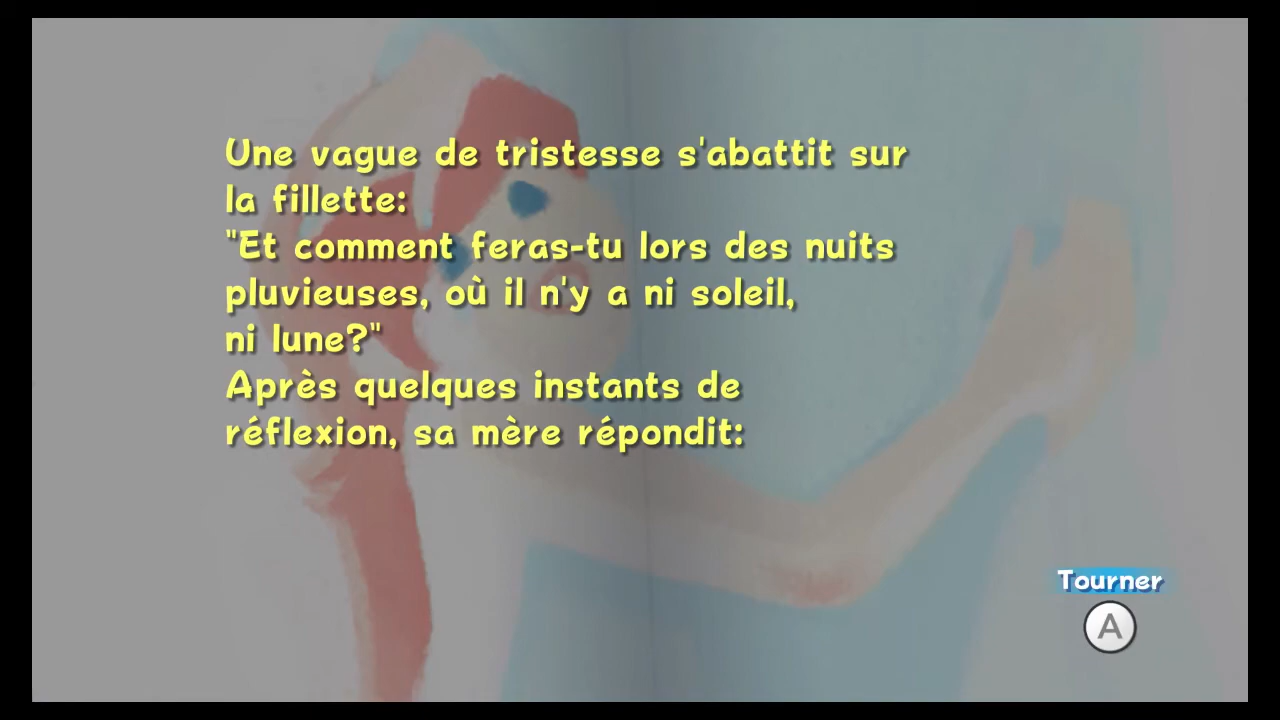 Une vague de tristesse s'abattit sur
la fillette:
"Et comment feras-tu lors des nuits
pluvieuses, où il n'y a ni soleil,
ni lune?"
Après quelques instants de
réflexion, sa mère répondit:
Tourner
A